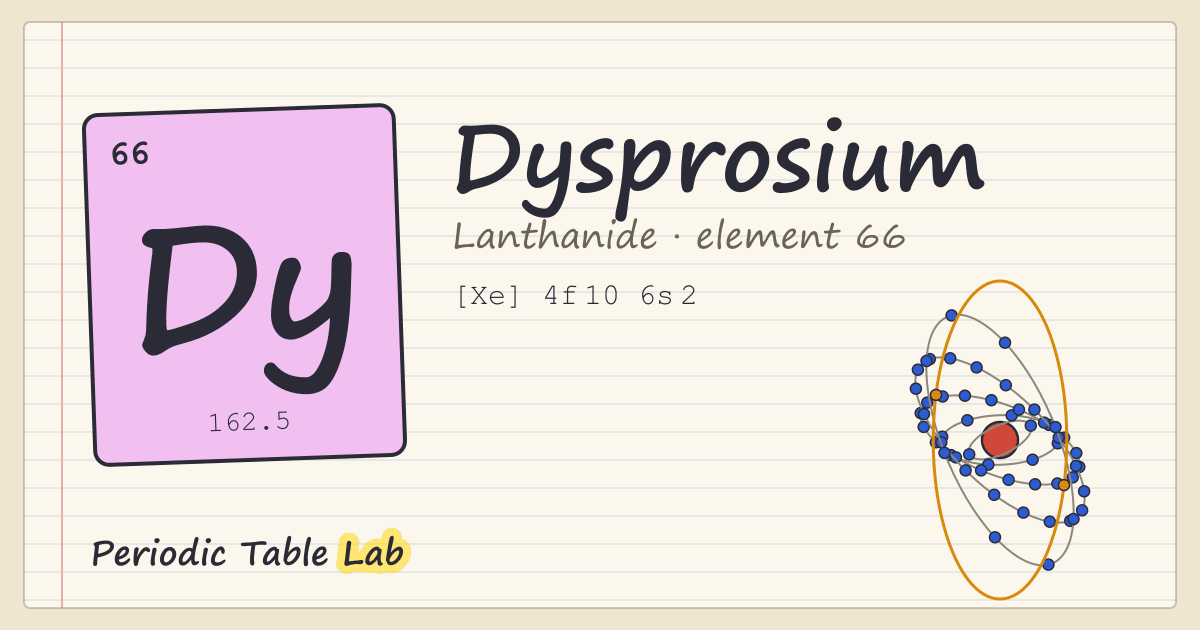 66
Dy
162.5
Dysprosium
Lanthanide · element 66
[Xe] 4f10 6s2
Periodic Table Lab